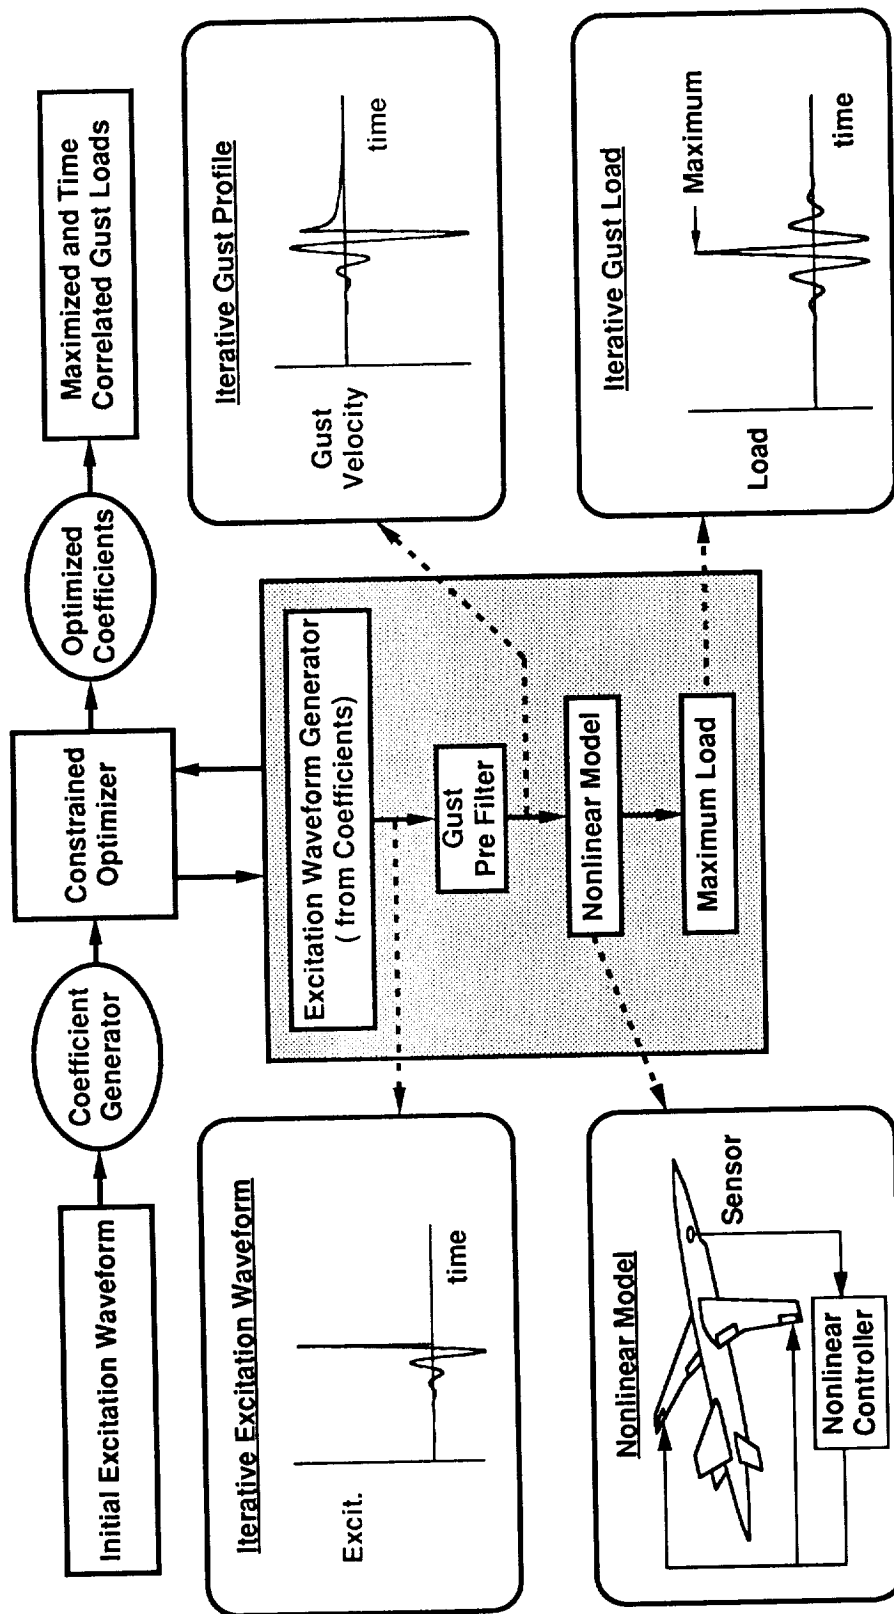 Initial Excitation Waveform
Coefficient
Generator
Constrained
Optimizer
Optimized
Coefficients
Maximized and Time
Correlated Gust Loads
Iterative Excitation Waveform
Excit.
time
Excitation Waveform Generator
( from Coefficients)
Gust
Pre Filter
Nonlinear Model
Maximum Load
Iterative Gust Profile
Gust
Velocity
time
Nonlinear Model
Sensor
Nonlinear
Controller
Iterative Gust Load
Maximum
Load
time